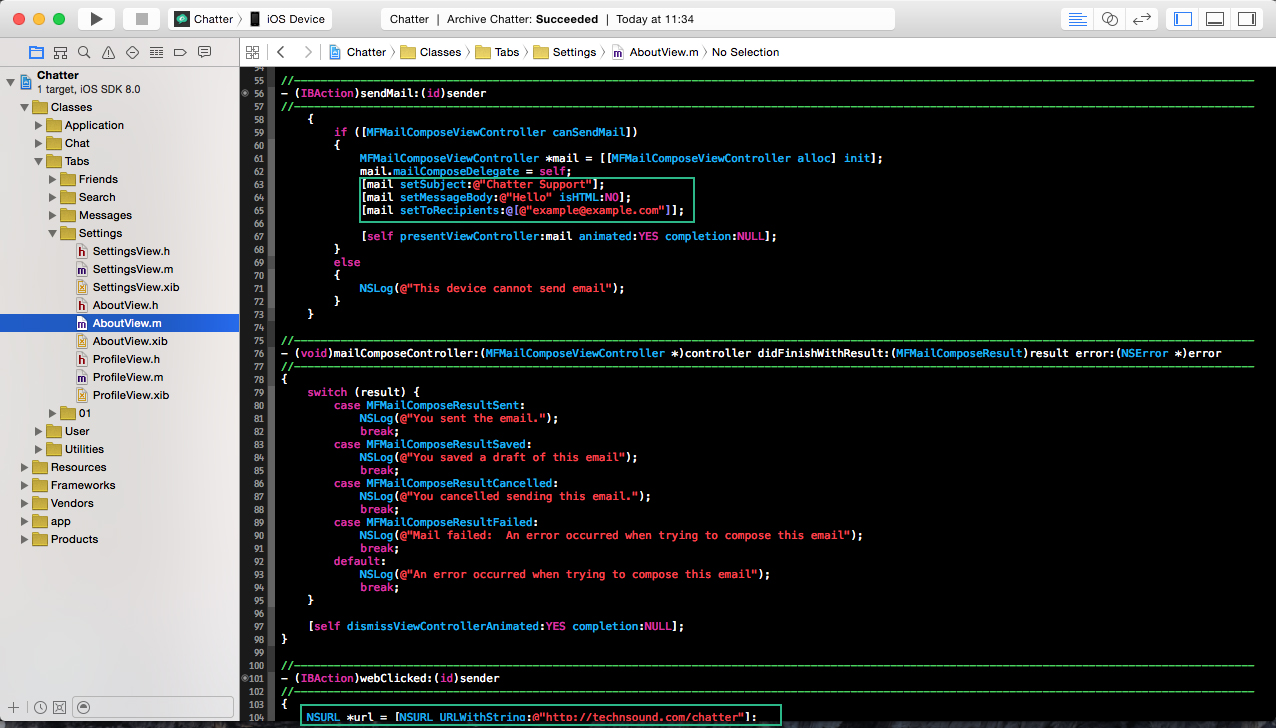 Chatter iOS Device
Chatter | Archive Chatter: Succeeded | Today at 11:34
Chatter Classes Tabs Settings AboutView.m No Selection
Chatter
1 target, iOS SDK 8.0
Classes
Application
Chat
Tabs
Friends
Search
Messages
Settings
SettingsView.h
SettingsView.m
SettingsView.xib
AboutView.h
AboutView.m
AboutView.xib
ProfileView.h
ProfileView.m
ProfileView.xib
01
User
Utilities
Resources
Frameworks
Vendors
app
Products
54
55 //--------------------------------------------------
56 - (IBAction)sendMail:(id)sender
57 //--------------------------------------------------
58 {
59 if ([MFMailComposeViewController canSendMail])
60 {
61 MFMailComposeViewController *mail = [[MFMailComposeViewController alloc] init];
62 mail.mailComposeDelegate = self;
63 [mail setSubject:@"Chatter Support"];
64 [mail setMessageBody:@"Hello" isHTML:NO];
65 [mail setToRecipients:@[@"example@example.com"]];
66
67 [self presentViewController:mail animated:YES completion:NULL];
68 }
69 else
70 {
71 NSLog(@"This device cannot send email");
72 }
73 }
74
75 //--------------------------------------------------
76 - (void)mailComposeController:(MFMailComposeViewController *)controller didFinishWithResult:(MFMailComposeResult)result error:(NSError *)error
77 //--------------------------------------------------
78 {
79 switch (result) {
80 case MFMailComposeResultSent:
81 NSLog(@"You sent the email.");
82 break;
83 case MFMailComposeResultSaved:
84 NSLog(@"You saved a draft of this email");
85 break;
86 case MFMailComposeResultCancelled:
87 NSLog(@"You cancelled sending this email.");
88 break;
89 case MFMailComposeResultFailed:
90 NSLog(@"Mail failed:  An error occurred when trying to compose this email");
91 break;
92 default:
93 NSLog(@"An error occurred when trying to compose this email");
94 break;
95 }
96
97 [self dismissViewControllerAnimated:YES completion:NULL];
98 }
99
100 //--------------------------------------------------
101 - (IBAction)webClicked:(id)sender
102 //--------------------------------------------------
103 {
104 NSURL *url = [NSURL URLWithString:@"http://technsound.com/chatter"];